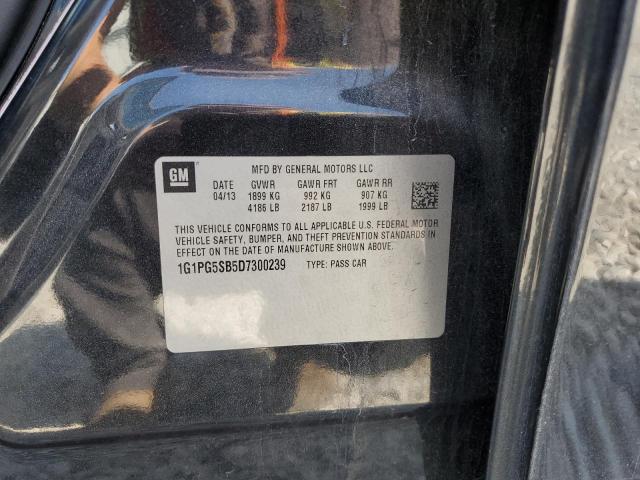 GM
MFD BY GENERAL MOTORS LLC
DATE GVWR GAWR FRT GAWR RR
04/13 1899 KG 992 KG 907 KG
4186 LB 2187 LB 1999 LB
THIS VEHICLE CONFORMS TO ALL APPLICABLE U.S. FEDERAL MOTOR
VEHICLE SAFETY, BUMPER, AND THEFT PREVENTION STANDARDS IN
EFFECT ON THE DATE OF MANUFACTURE SHOWN ABOVE.
1G1PG5SB5D7300239 TYPE: PASS CAR